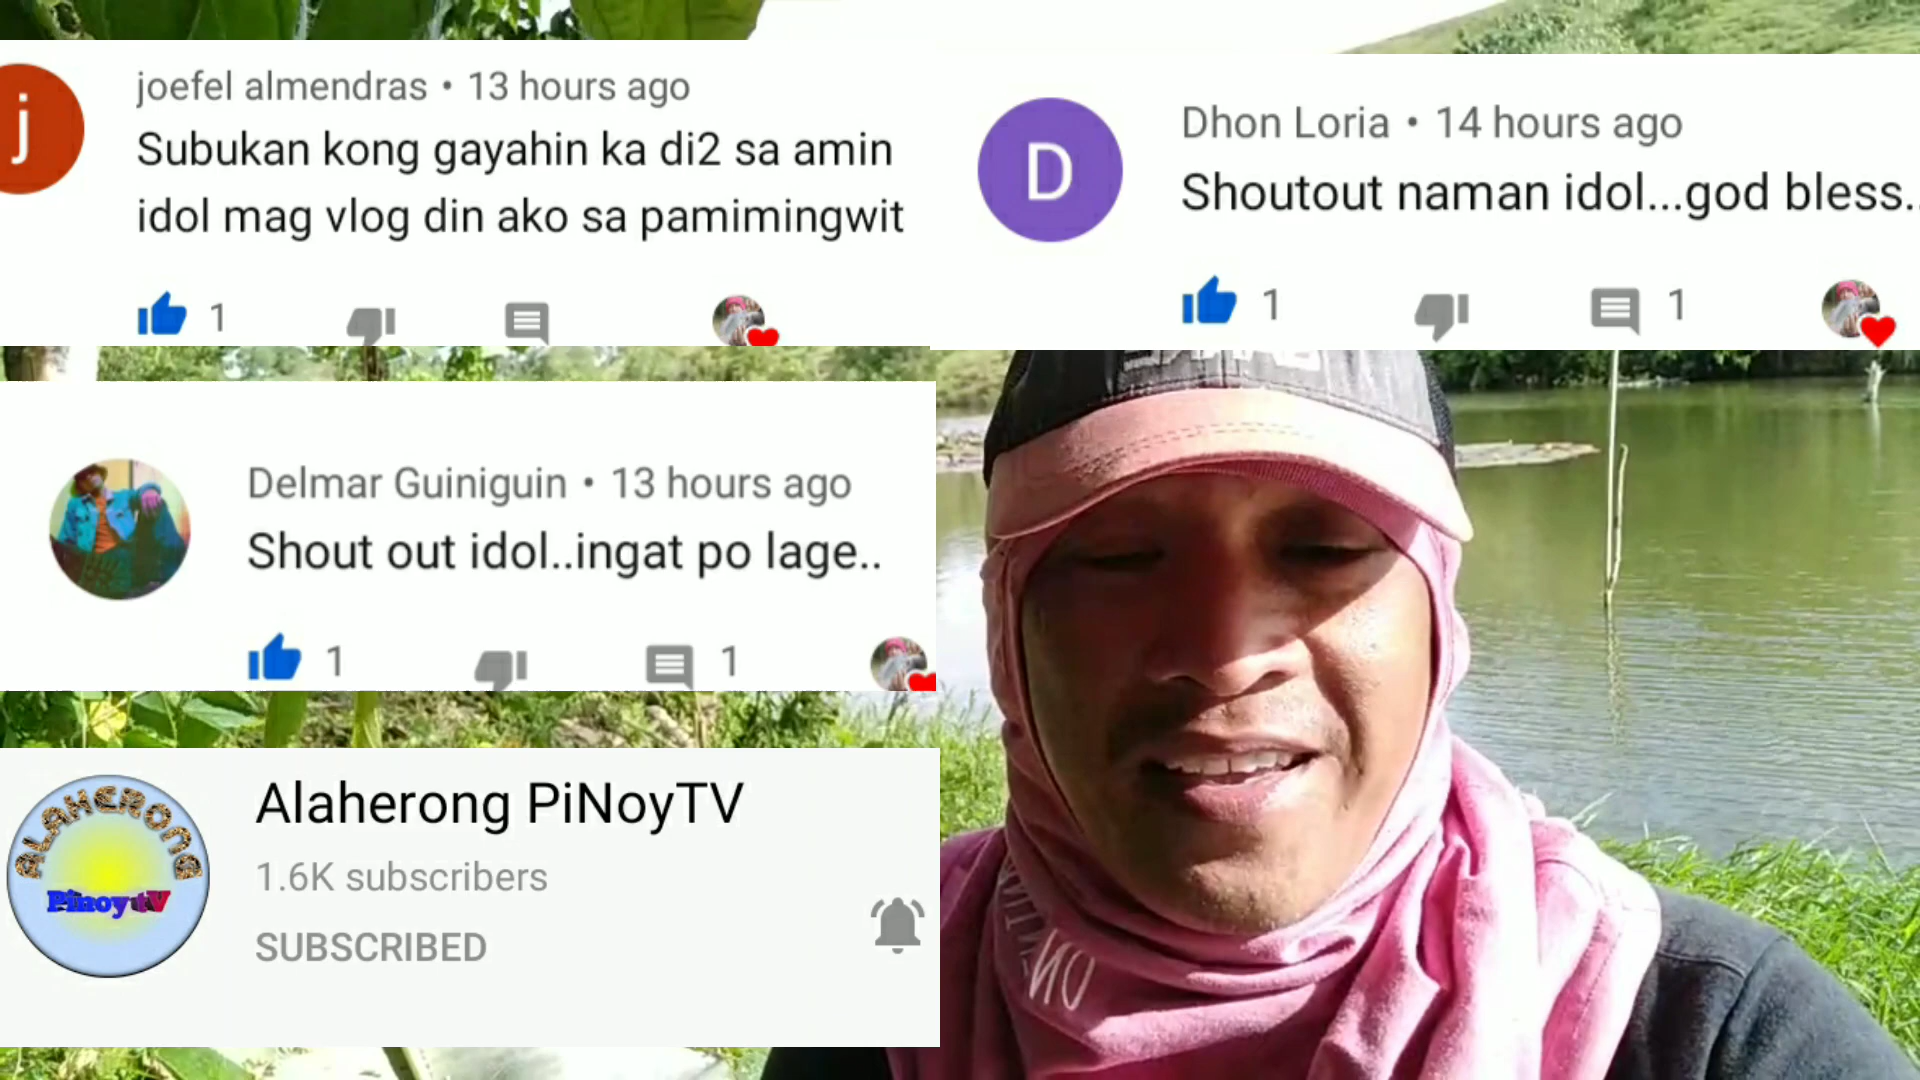 joefel almendras • 13 hours ago
Subukan kong gayahin ka di2 sa amin
idol mag vlog din ako sa pamimingwit
1
j
Dhon Loria • 14 hours ago
Shoutout naman idol...god bless..
1
1
D
Delmar Guiniguin • 13 hours ago
Shout out idol..ingat po lage..
1
1
Alaherong PiNoyTV
1.6K subscribers
SUBSCRIBED
ALAHERONG
PinoytV